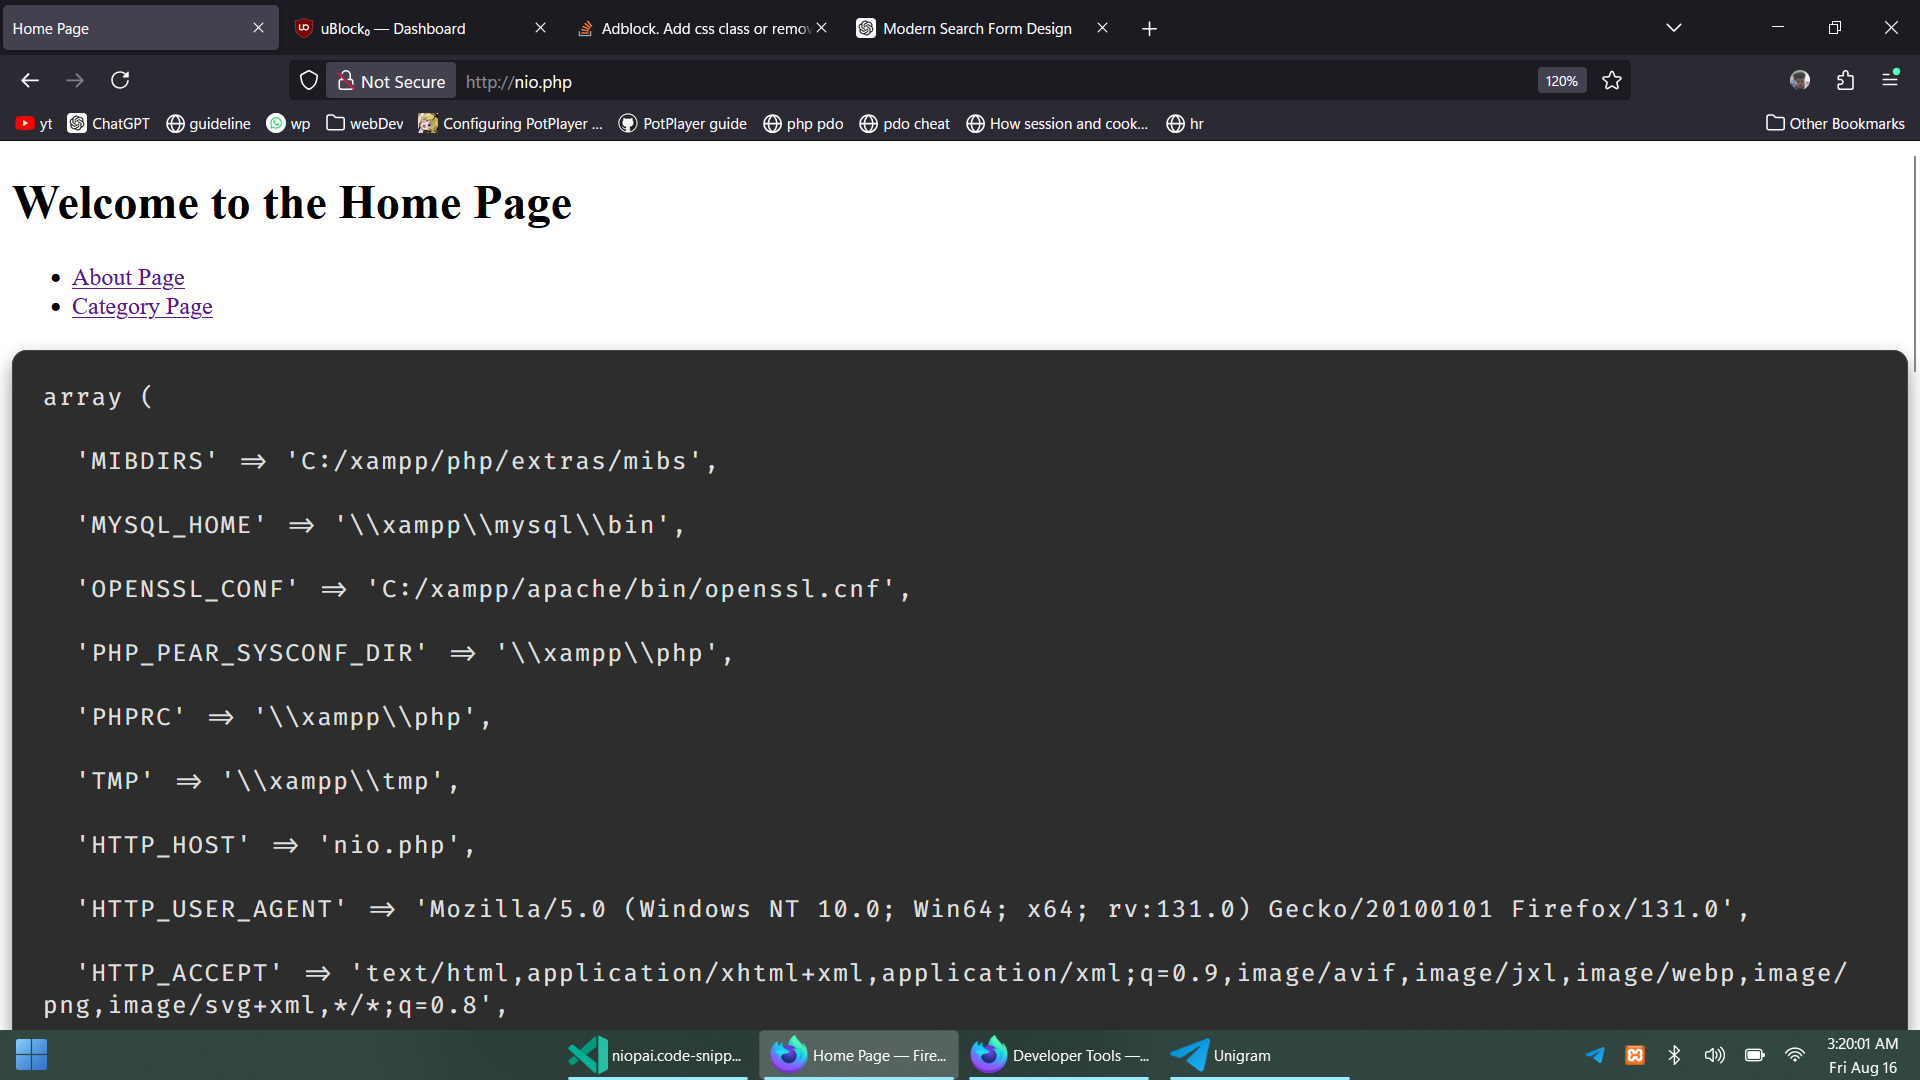 Home Page
uBlock₀ — Dashboard
Adblock. Add css class or remov
Modern Search Form Design
Not Secure
http://nio.php
120%
yt
ChatGPT
guideline
wp
webDev
Configuring PotPlayer ...
PotPlayer guide
php pdo
pdo cheat
How session and cook...
hr
Other Bookmarks
Welcome to the Home Page
About Page
Category Page
array (
'MIBDIRS' => 'C:/xampp/php/extras/mibs',
'MYSQL_HOME' => '\\xampp\\mysql\\bin',
'OPENSSL_CONF' => 'C:/xampp/apache/bin/openssl.cnf',
'PHP_PEAR_SYSCONF_DIR' => '\\xampp\\php',
'PHPRC' => '\\xampp\\php',
'TMP' => '\\xampp\\tmp',
'HTTP_HOST' => 'nio.php',
'HTTP_USER_AGENT' => 'Mozilla/5.0 (Windows NT 10.0; Win64; x64; rv:131.0) Gecko/20100101 Firefox/131.0',
'HTTP_ACCEPT' => 'text/html,application/xhtml+xml,application/xml;q=0.9,image/avif,image/jxl,image/webp,image/
png,image/svg+xml,*/*;q=0.8',
niopai.code-snipp...
Home Page — Fire...
Developer Tools —...
Unigram
3:20:01 AM
Fri Aug 16